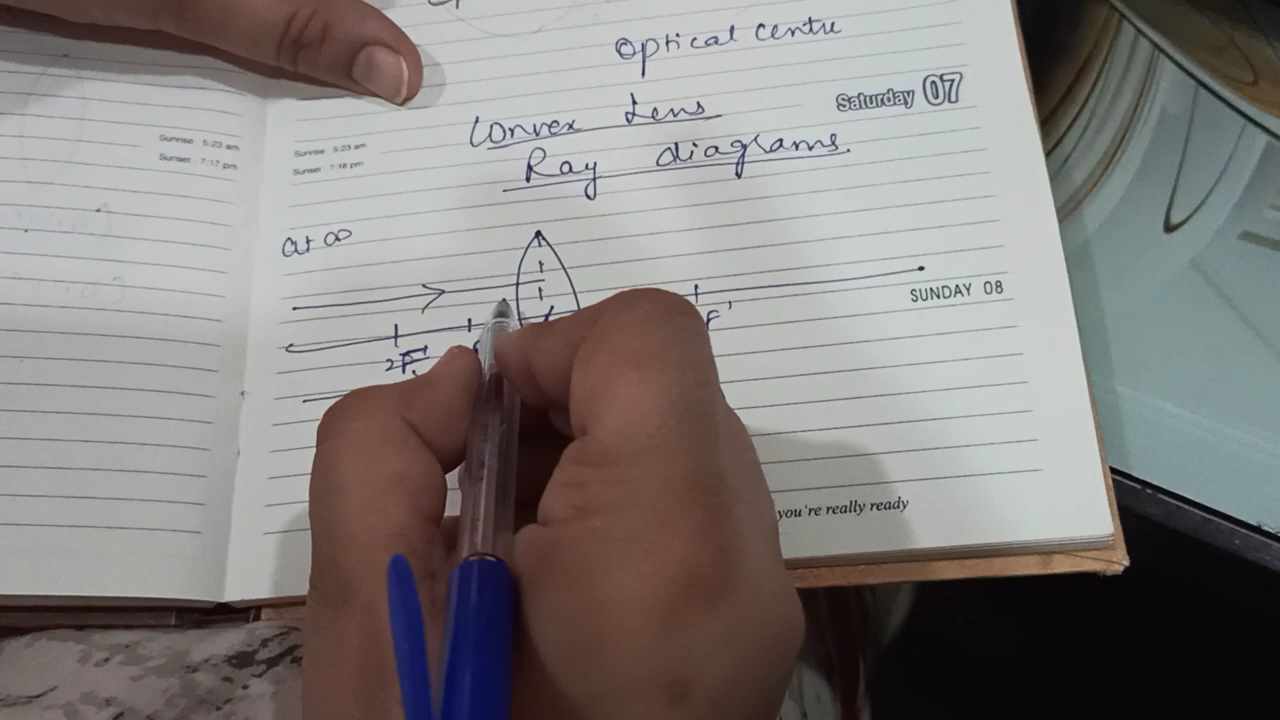 Optical centre
Saturday 07
Convex Lens
Ray diagrams.
Sunrise 5:23 am
Sunset 7:17 pm
Sunrise 5:23 am
Sunset 7:18 pm
at ∞
2F
F'
SUNDAY 08
you're really ready